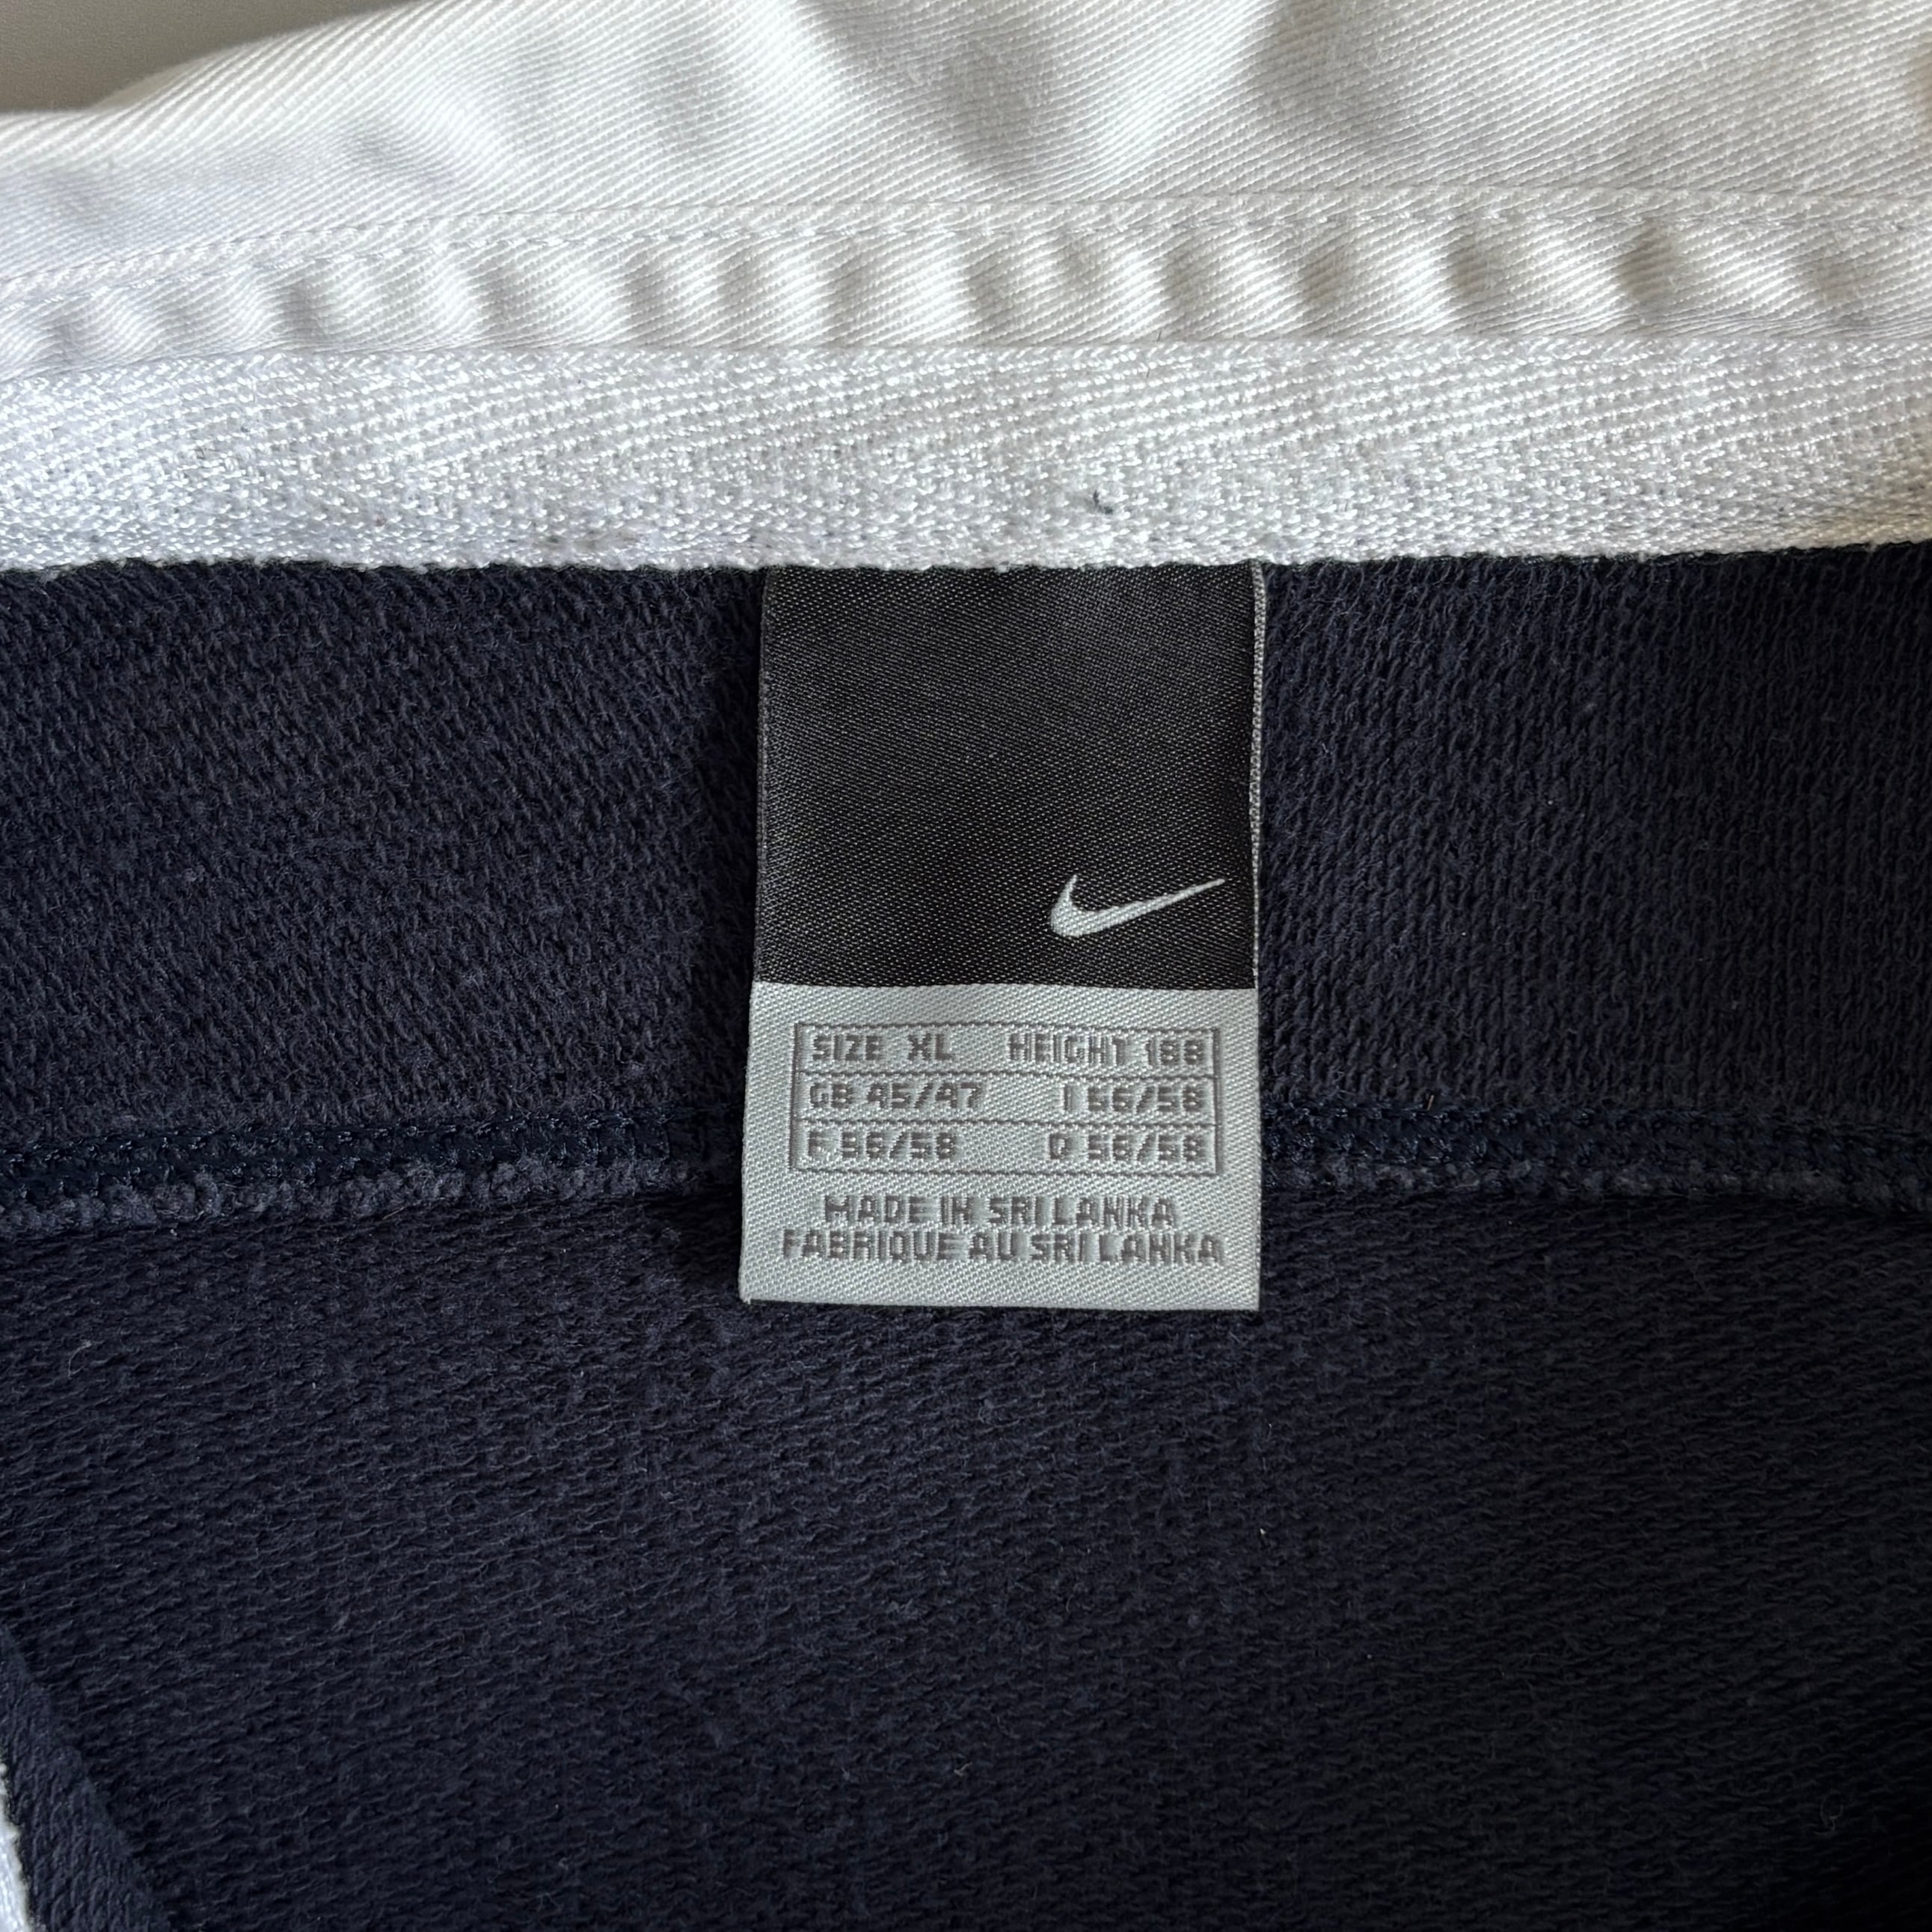 SIZE XL HEIGHT 188
GB 45/47 I 56/58
F 56/58 D 56/58
MADE IN SRI LANKA
FABRIQUE AU SRI LANKA